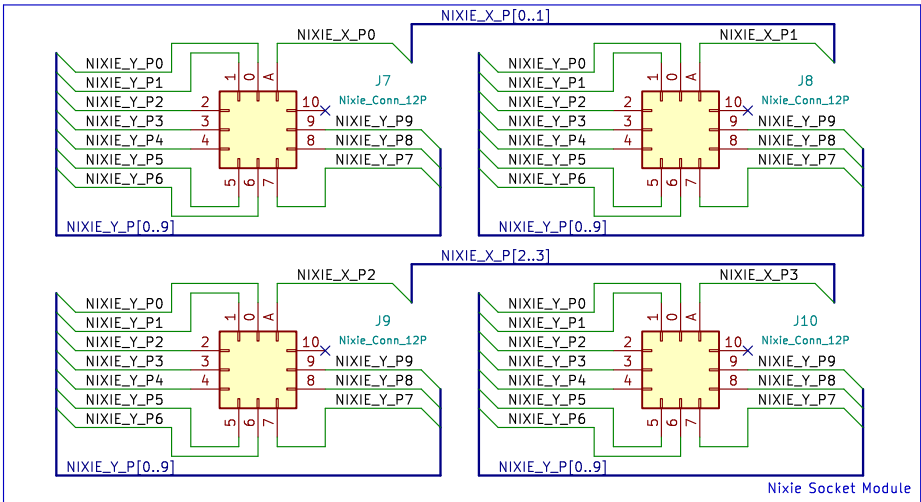 NIXIE_X_P[0..1]
NIXIE_X_P0
NIXIE_Y_P0
NIXIE_Y_P1
NIXIE_Y_P2
NIXIE_Y_P3
NIXIE_Y_P4
NIXIE_Y_P5
NIXIE_Y_P6
1 0 A
2
3
4
5 6 7
10
9
8
J7
Nixie_Conn_12P
NIXIE_Y_P9
NIXIE_Y_P8
NIXIE_Y_P7
NIXIE_Y_P[0..9]
NIXIE_X_P1
NIXIE_Y_P0
NIXIE_Y_P1
NIXIE_Y_P2
NIXIE_Y_P3
NIXIE_Y_P4
NIXIE_Y_P5
NIXIE_Y_P6
1 0 A
2
3
4
5 6 7
10
9
8
J8
Nixie_Conn_12P
NIXIE_Y_P9
NIXIE_Y_P8
NIXIE_Y_P7
NIXIE_Y_P[0..9]
NIXIE_X_P[2..3]
NIXIE_X_P2
NIXIE_Y_P0
NIXIE_Y_P1
NIXIE_Y_P2
NIXIE_Y_P3
NIXIE_Y_P4
NIXIE_Y_P5
NIXIE_Y_P6
1 0 A
2
3
4
5 6 7
10
9
8
J9
Nixie_Conn_12P
NIXIE_Y_P9
NIXIE_Y_P8
NIXIE_Y_P7
NIXIE_Y_P[0..9]
NIXIE_X_P3
NIXIE_Y_P0
NIXIE_Y_P1
NIXIE_Y_P2
NIXIE_Y_P3
NIXIE_Y_P4
NIXIE_Y_P5
NIXIE_Y_P6
1 0 A
2
3
4
5 6 7
10
9
8
J10
Nixie_Conn_12P
NIXIE_Y_P9
NIXIE_Y_P8
NIXIE_Y_P7
NIXIE_Y_P[0..9]
Nixie Socket Module